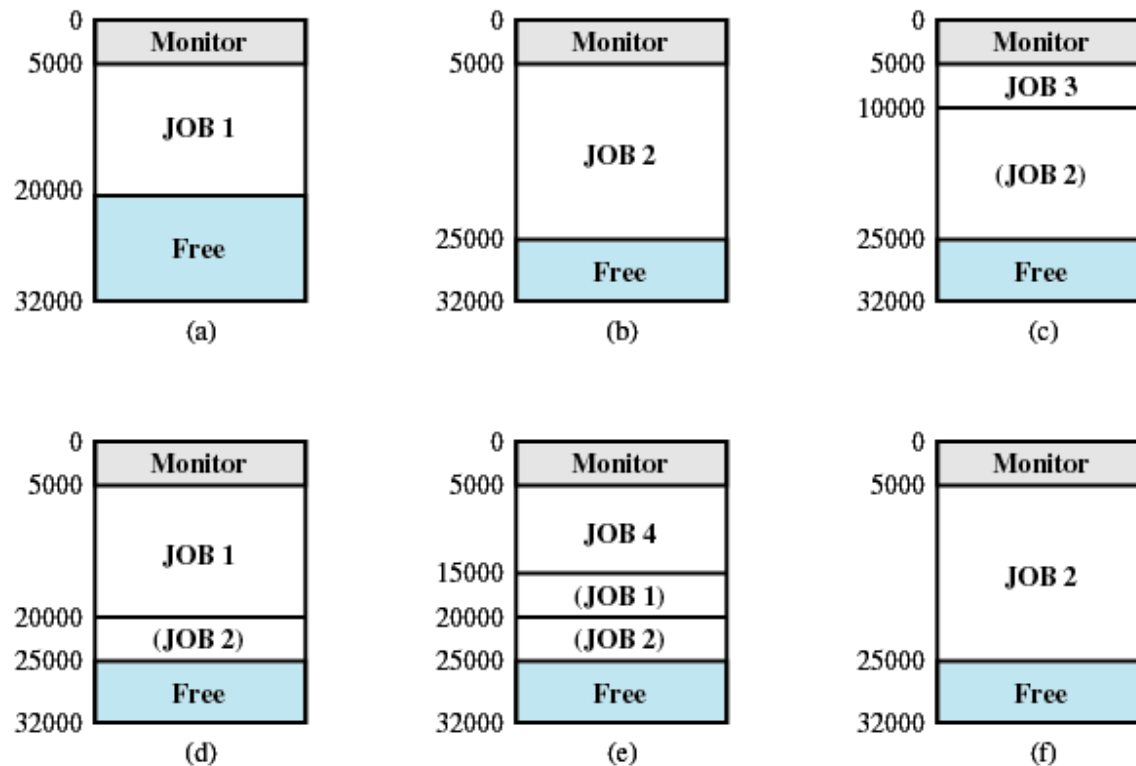 0
Monitor
5000
JOB 1
20000
Free
32000
(a)
0
Monitor
5000
JOB 2
25000
Free
32000
(b)
0
Monitor
5000
JOB 3
10000
(JOB 2)
25000
Free
32000
(c)
0
Monitor
5000
JOB 1
20000
(JOB 2)
25000
Free
32000
(d)
0
Monitor
5000
JOB 4
15000
(JOB 1)
20000
(JOB 2)
25000
Free
32000
(e)
0
Monitor
5000
JOB 2
25000
Free
32000
(f)